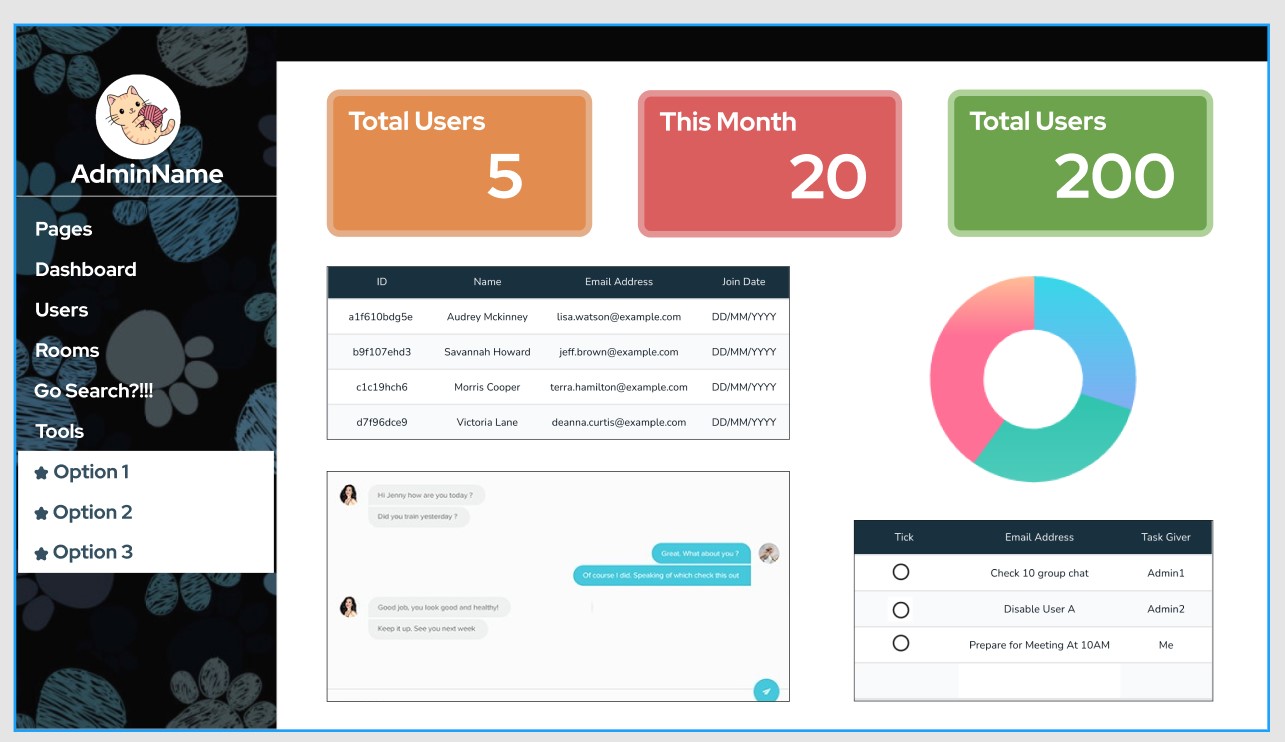 AdminName
Pages
Dashboard
Users
Rooms
Go Search?!!!
Tools
Option 1
Option 2
Option 3
Total Users
5
This Month
20
Total Users
200
ID Name Email Address Join Date
a1f610bdg5e Audrey Mckinney lisa.watson@example.com DD/MM/YYYY
b9f107ehd3 Savannah Howard jeff.brown@example.com DD/MM/YYYY
c1c19hch6 Morris Cooper terra.hamilton@example.com DD/MM/YYYY
d7f96dce9 Victoria Lane deanna.curtis@example.com DD/MM/YYYY
Hi Jenny how are you today ?
Did you train yesterday ?
Great. What about you ?
Of course I did. Speaking of which check this out
Good job, you look good and healthy!
Keep it up. See you next week
Tick Email Address Task Giver
Check 10 group chat Admin1
Disable User A Admin2
Prepare for Meeting At 10AM Me